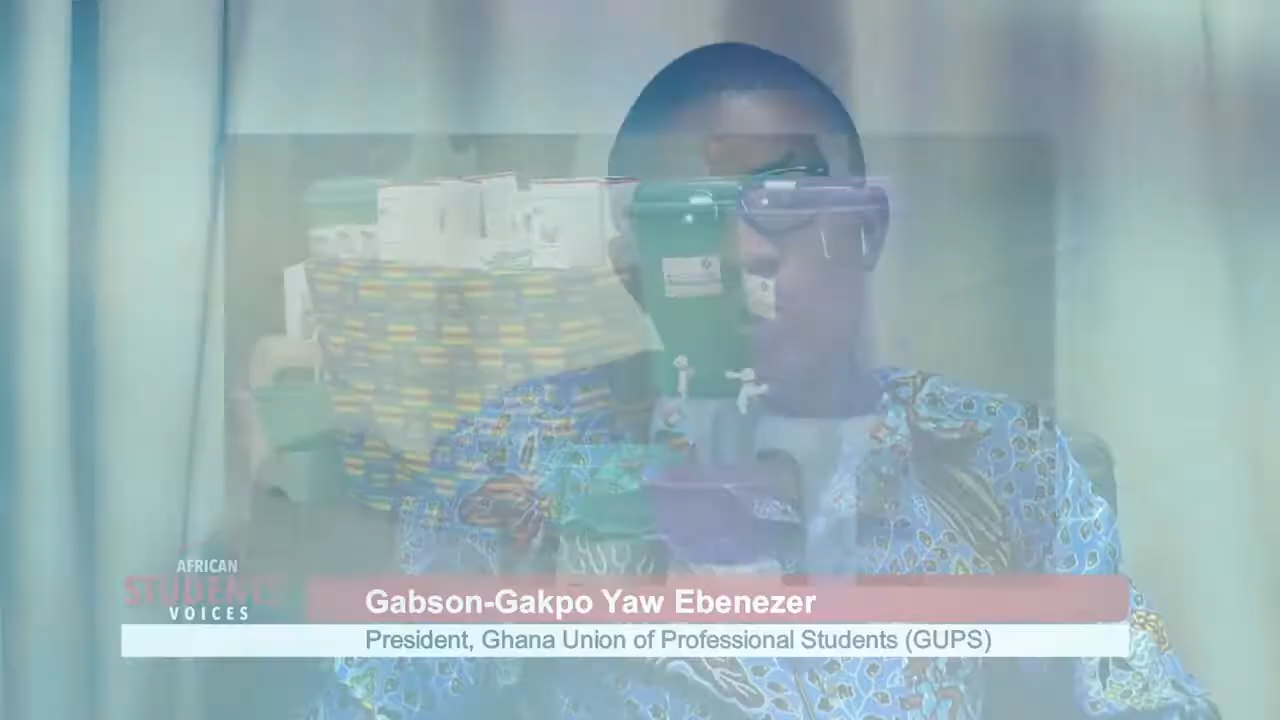 AFRICAN
STUDENTS
VOICES
Gabson-Gakpo Yaw Ebenezer
President, Ghana Union of Professional Students (GUPS)